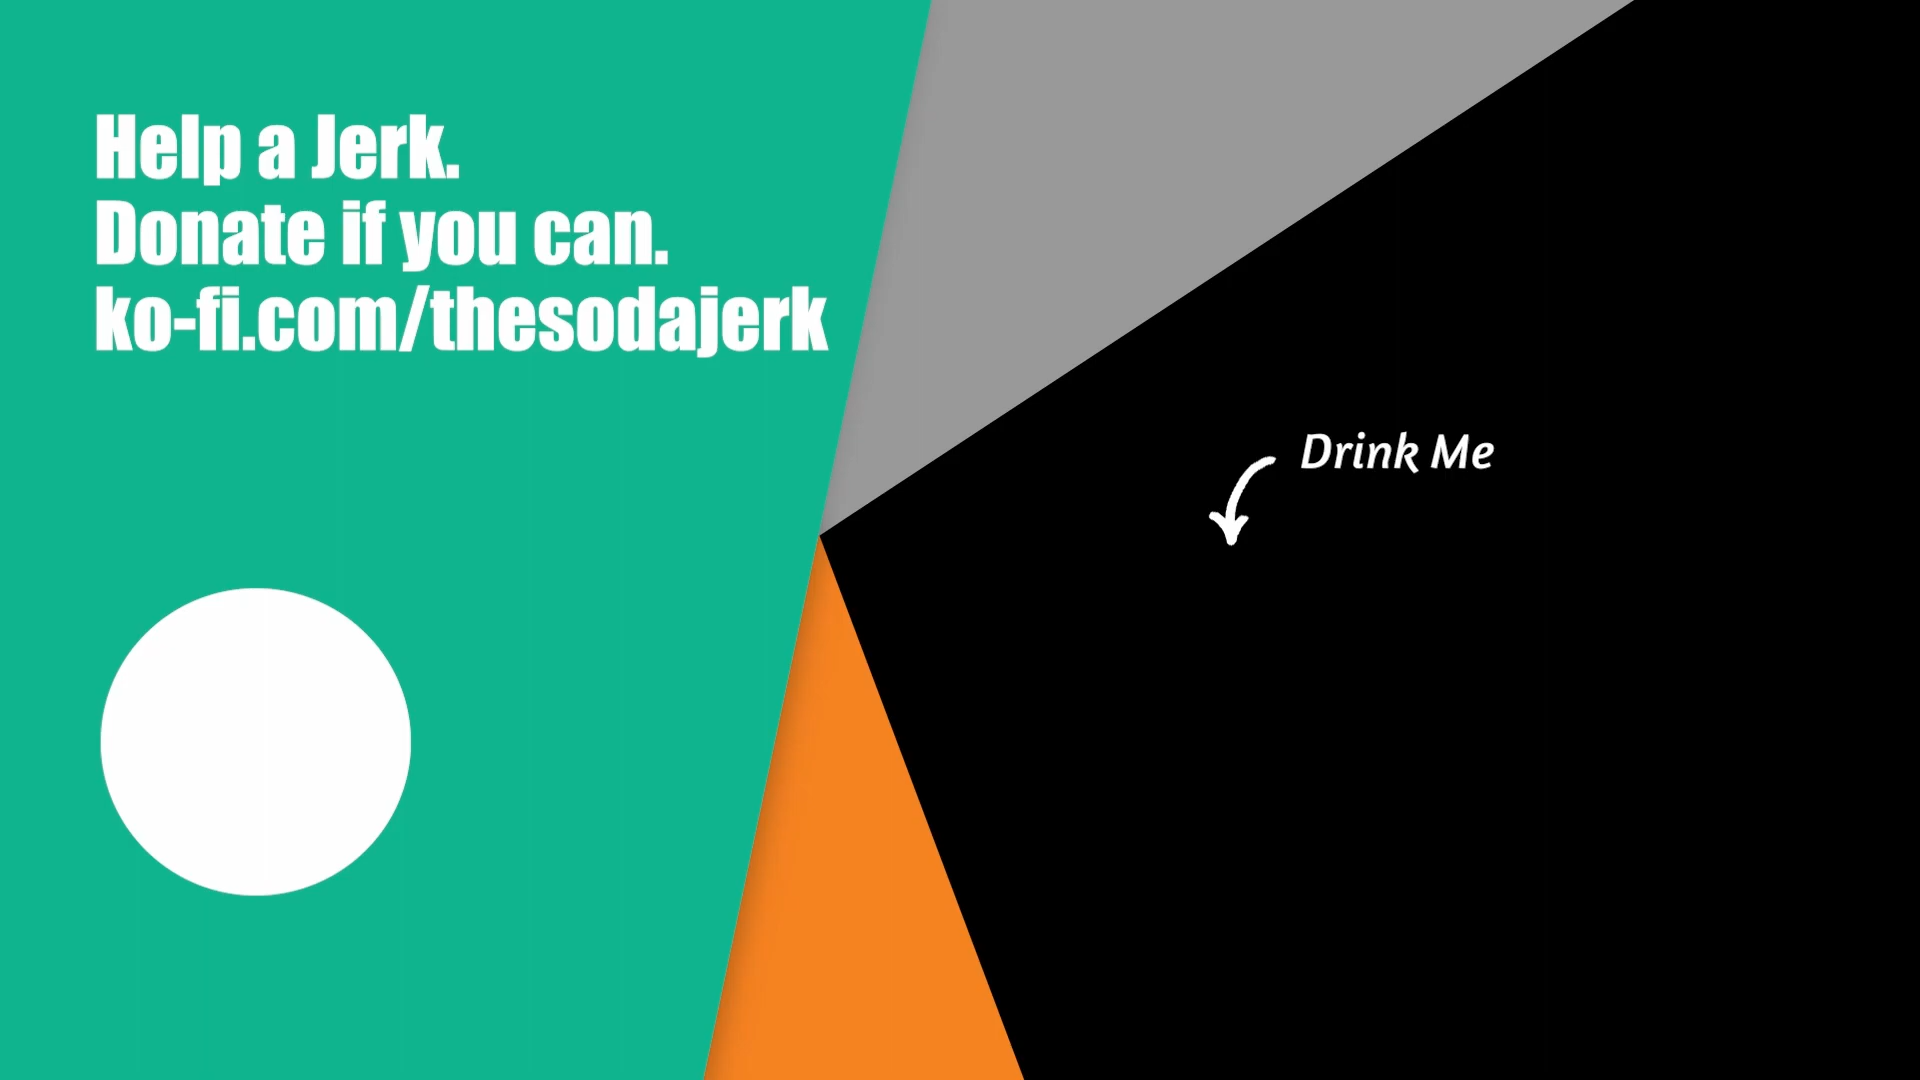 Help a Jerk.
Donate if you can.
ko-fi.com/thesodajerk
Drink Me